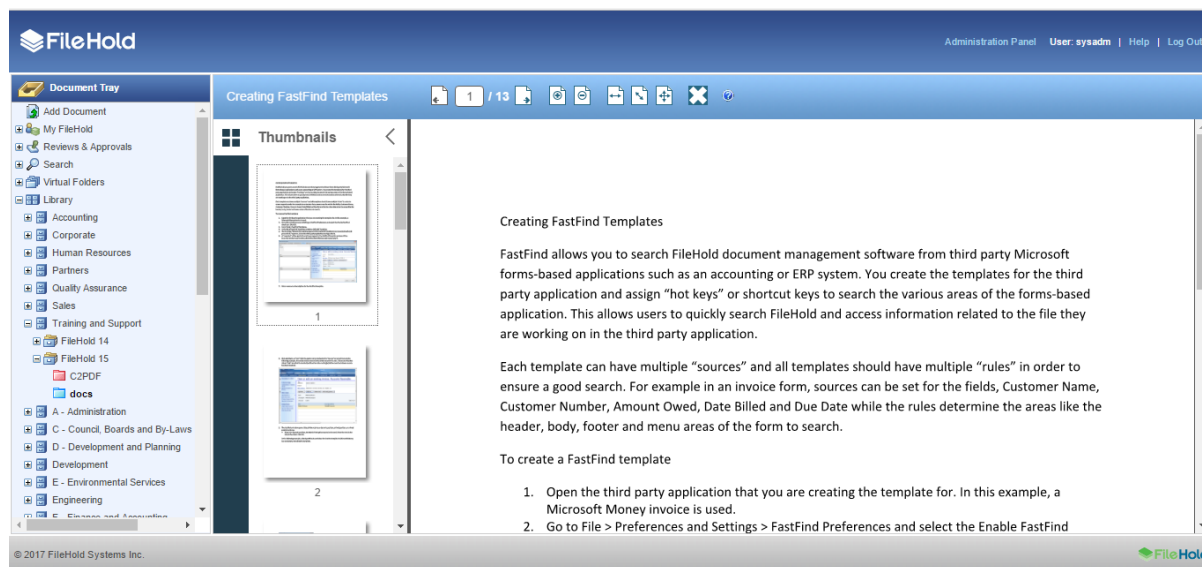 FileHold
Administration Panel User: sysadm | Help | Log Out
Document Tray
Add Document
My FileHold
Reviews & Approvals
Search
Virtual Folders
Library
Accounting
Corporate
Human Resources
Partners
Quality Assurance
Sales
Training and Support
FileHold 14
FileHold 15
C2PDF
docs
A - Administration
C - Council, Boards and By-Laws
D - Development and Planning
Development
E - Environmental Services
Engineering
F - Finance and Accounting
Creating FastFind Templates
1 / 13
Thumbnails
1
2
Creating FastFind Templates
FastFind allows you to search FileHold document management software from third party Microsoft
forms-based applications such as an accounting or ERP system. You create the templates for the third
party application and assign “hot keys” or shortcut keys to search the various areas of the forms-based
application. This allows users to quickly search FileHold and access information related to the file they
are working on in the third party application.
Each template can have multiple “sources” and all templates should have multiple “rules” in order to
ensure a good search. For example in an invoice form, sources can be set for the fields, Customer Name,
Customer Number, Amount Owed, Date Billed and Due Date while the rules determine the areas like the
header, body, footer and menu areas of the form to search.
To create a FastFind template
1. Open the third party application that you are creating the template for. In this example, a
Microsoft Money invoice is used.
2. Go to File > Preferences and Settings > FastFind Preferences and select the Enable FastFind
© 2017 FileHold Systems Inc.
FileHold